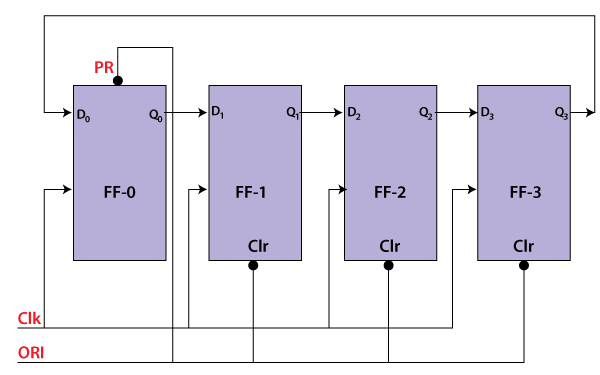 PR
D0 Q0 D1 Q1 D2 Q2 D3 Q3
FF-0 FF-1 FF-2 FF-3
Clr Clr Clr
Clk
ORI